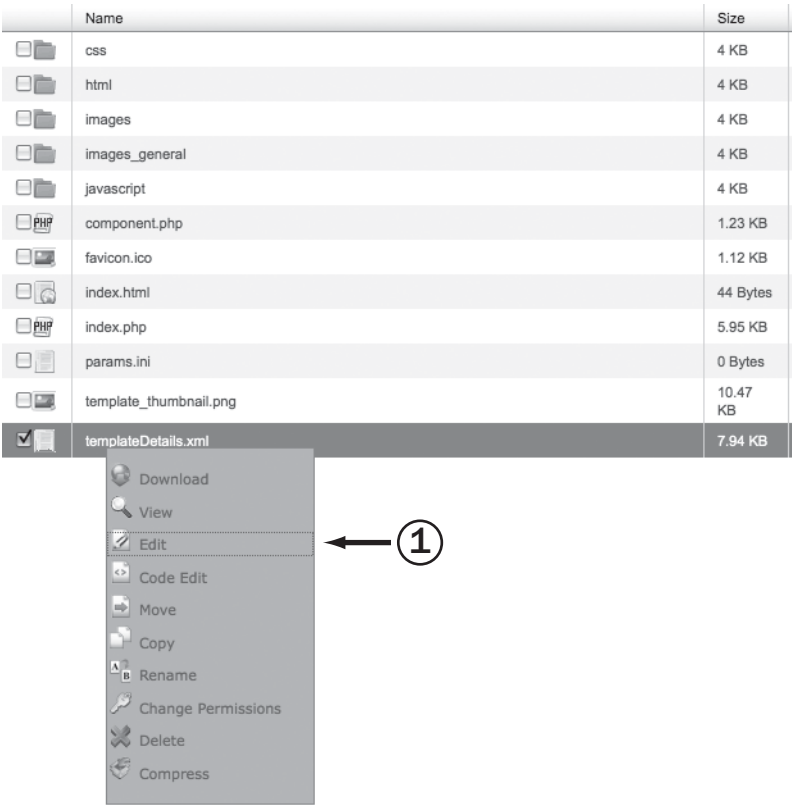 Name Size
css 4 KB
html 4 KB
images 4 KB
images_general 4 KB
javascript 4 KB
PHP component.php 1.23 KB
favicon.ico 1.12 KB
index.html 44 Bytes
PHP index.php 5.95 KB
params.ini 0 Bytes
template_thumbnail.png 10.47
KB
templateDetails.xml 7.94 KB
Download
View
Edit 1
Code Edit
Move
Copy
A B Rename
Change Permissions
Delete
Compress